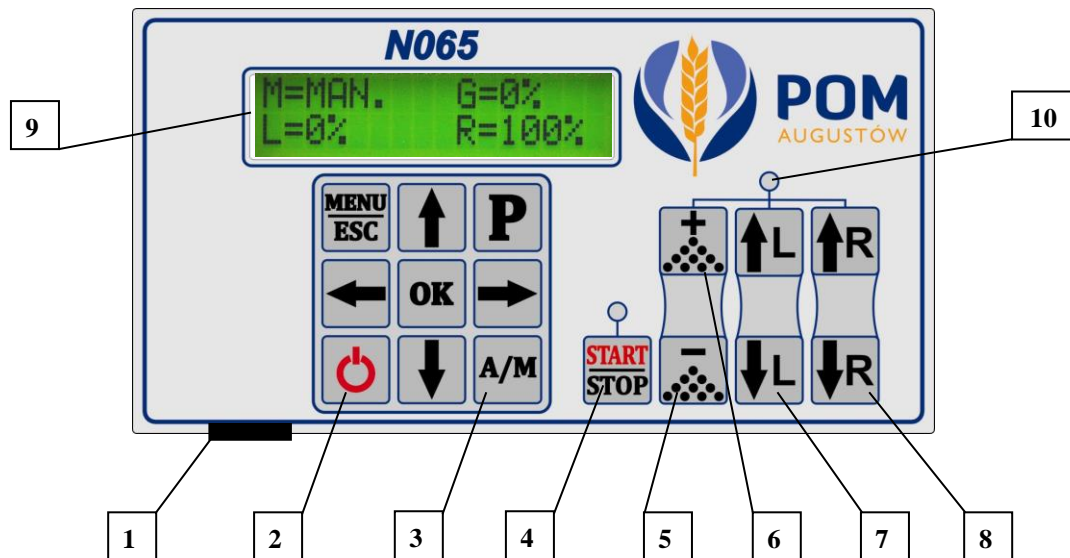 N065
M=MAN. G=0%
L=0% R=100%
POM
AUGUSTÓW
9
10
MENU
ESC
P
OK
A/M
START
STOP
+
L
R
-
L
R
1
2
3
4
5
6
7
8